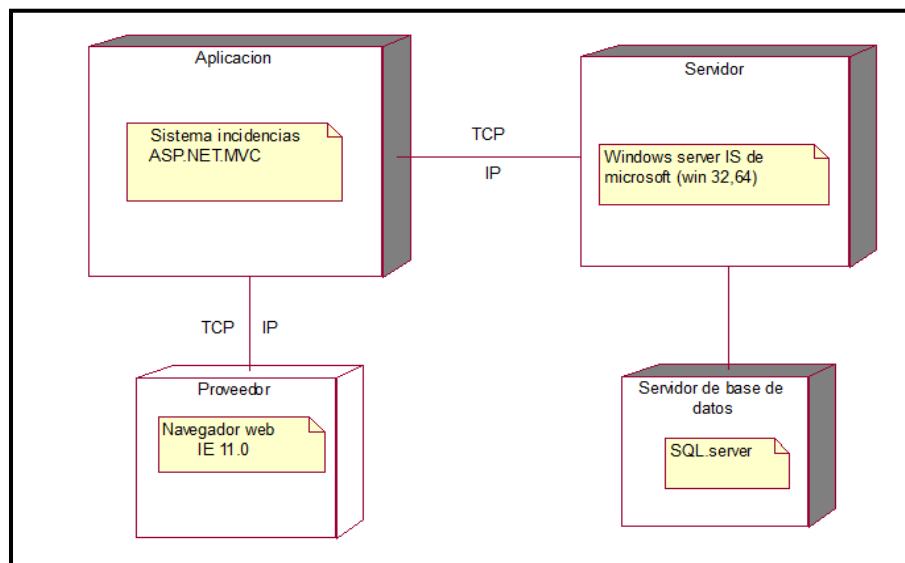 Aplicacion
Sistema incidencias
ASP.NET.MVC
TCP
IP
Servidor
Windows server IS de
microsoft (win 32,64)
TCP IP
Proveedor
Navegador web
IE 11.0
Servidor de base de
datos
SQL.server